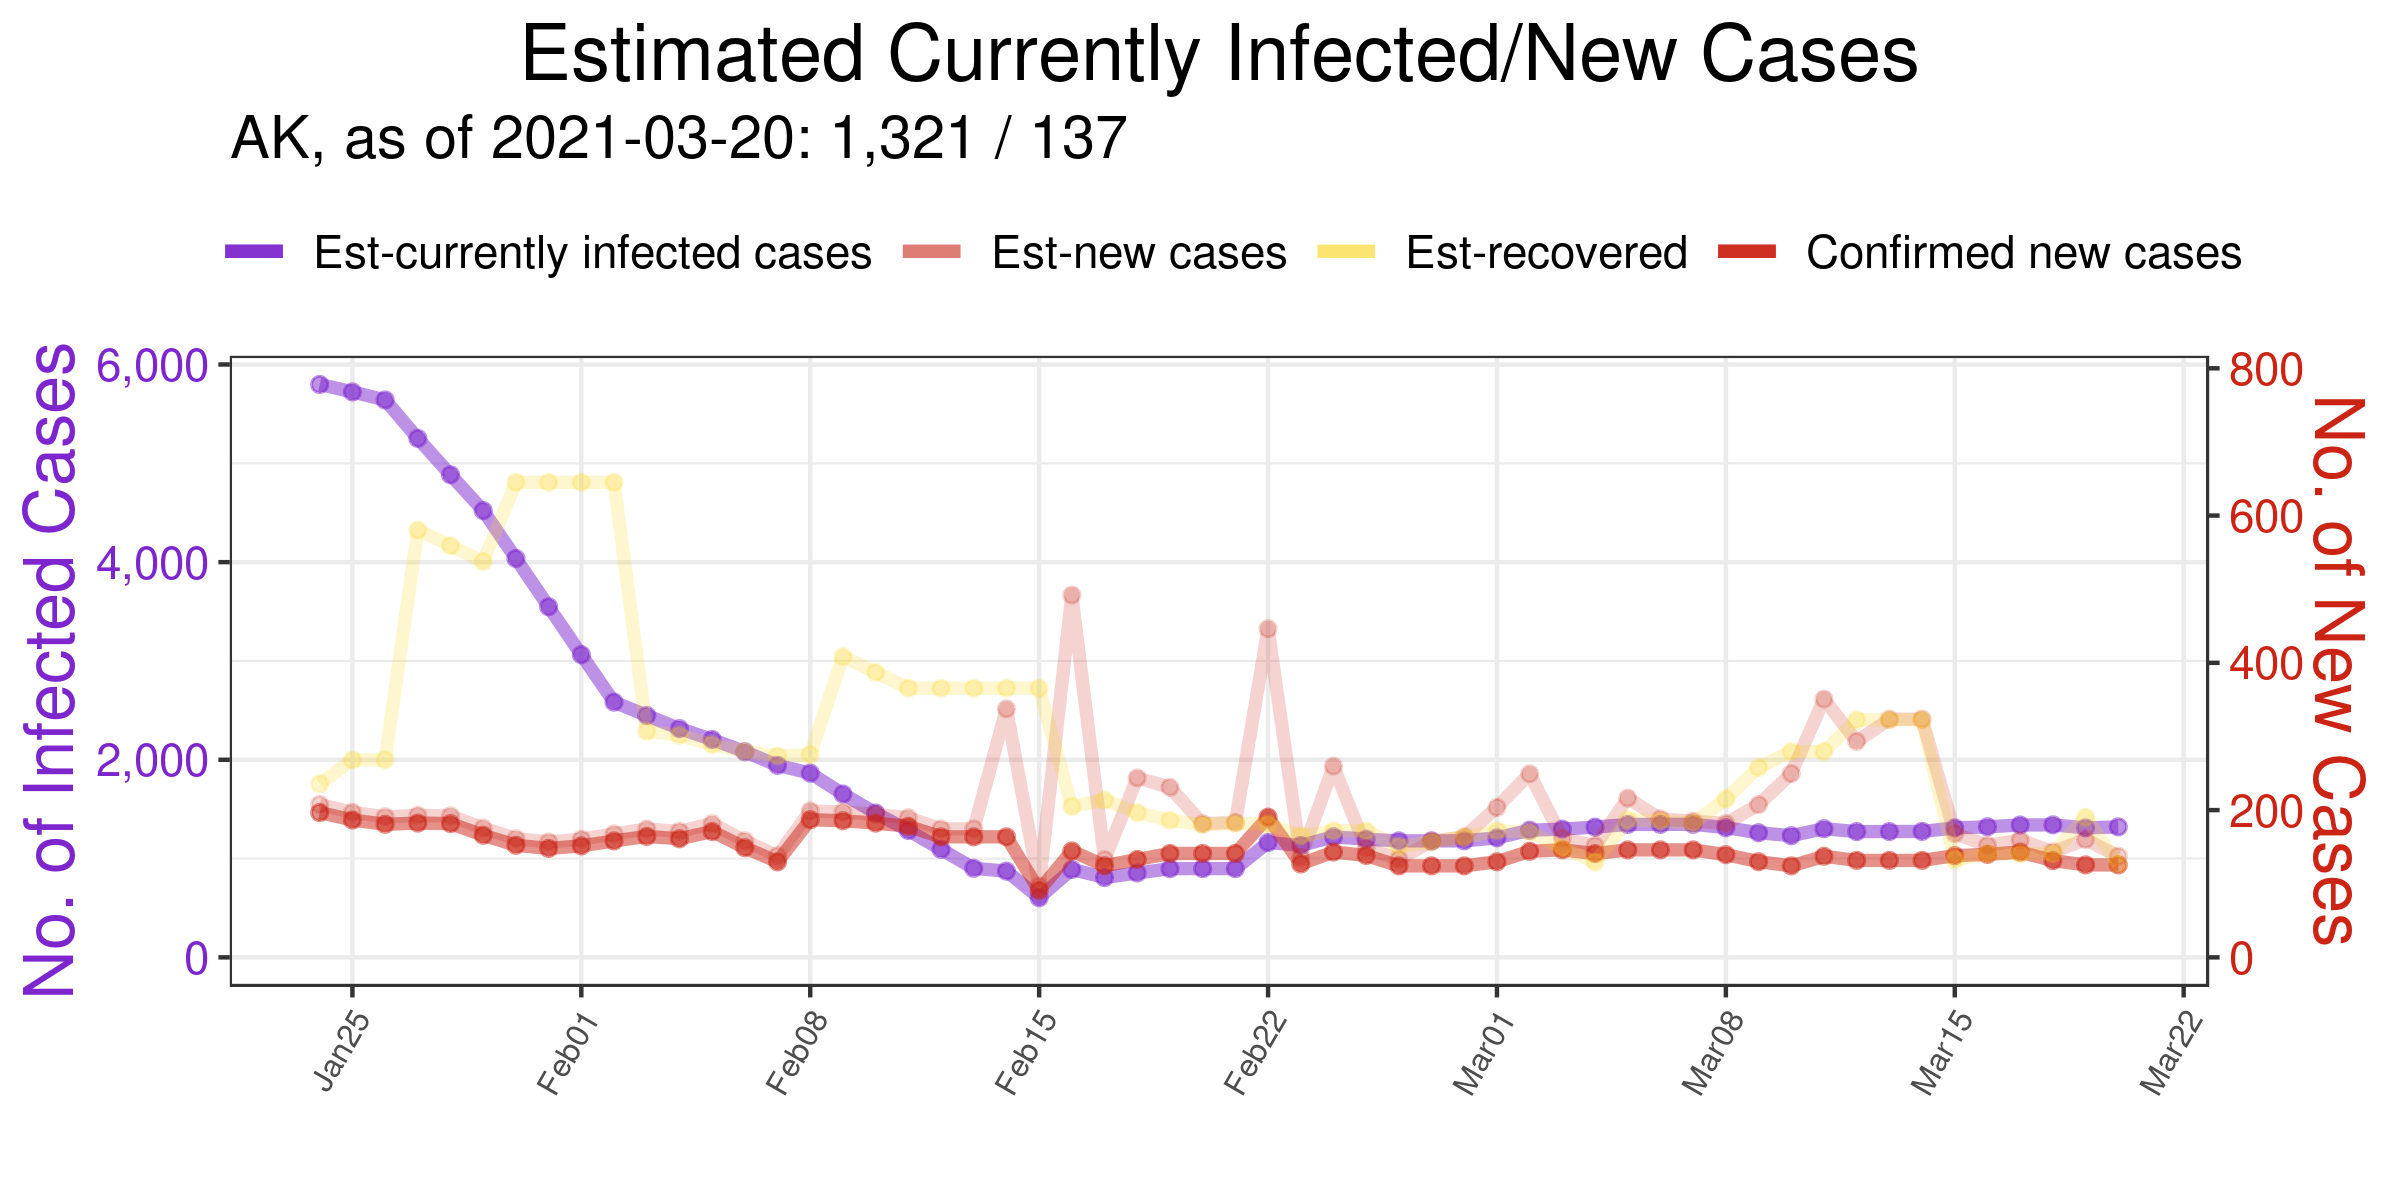 Estimated Currently Infected/New Cases
AK, as of 2021-03-20: 1,321 / 137
Est-currently infected cases
Est-new cases
Est-recovered
Confirmed new cases
No. of Infected Cases
6,000
4,000
2,000
0
800
600
400
200
0
No. of New Cases
Jan25
Feb01
Feb08
Feb15
Feb22
Mar01
Mar08
Mar15
Mar22